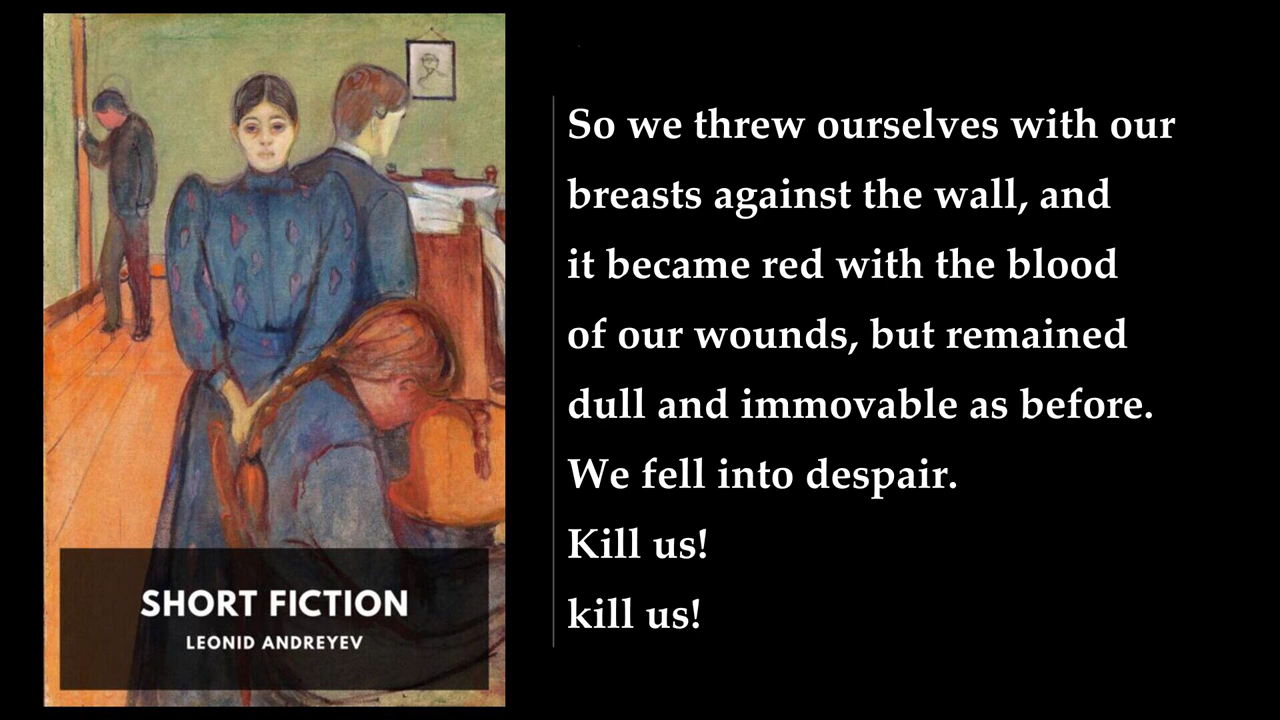 So we threw ourselves with our
breasts against the wall, and
it became red with the blood
of our wounds, but remained
dull and immovable as before.
We fell into despair.
Kill us!
kill us!
SHORT FICTION
LEONID ANDREYEV